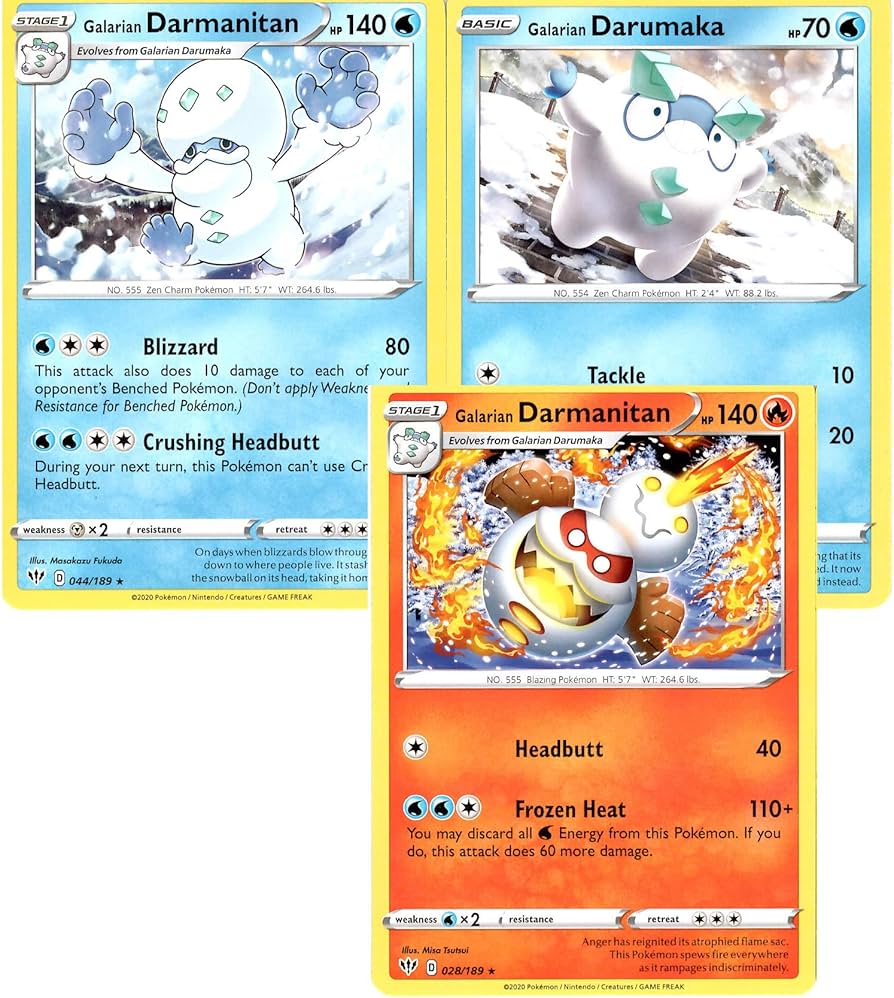 STAGE 1 Galarian Darmanitan HP 140
Evolves from Galarian Darumaka
NO. 555 Zen Charm Pokémon HT: 5'7" WT: 264.6 lbs.
Blizzard 80
This attack also does 10 damage to each of your
opponent's Benched Pokémon. (Don't apply
Resistance for Benched Pokémon.)
Crushing Headbutt
During your next turn, this Pokémon can't use
Headbutt.
weakness ×2 resistance retreat
Illus. Masakazu Fukuda
On days when blizzards blow
down to where people live. It
the snowball on its head, taking it
D 044/189 ★
©2020 Pokémon / Nintendo / Creatures / GAME FREAK
BASIC Galarian Darumaka HP 70
NO. 554 Zen Charm Pokémon HT: 2'4" WT: 88.2 lbs.
Tackle 10
20
that its
It now
instead.
STAGE 1 Galarian Darmanitan HP 140
Evolves from Galarian Darumaka
NO. 555 Blazing Pokémon HT: 5'7" WT: 264.6 lbs.
Headbutt 40
Frozen Heat 110+
You may discard all Energy from this Pokémon. If you
do, this attack does 60 more damage.
weakness ×2 resistance retreat
Illus. Misa Tsutsui
Anger has reignited its atrophied flame sac.
This Pokémon spews fire everywhere
as it rampages indiscriminately.
D 028/189 ★
©2020 Pokémon / Nintendo / Creatures / GAME FREAK